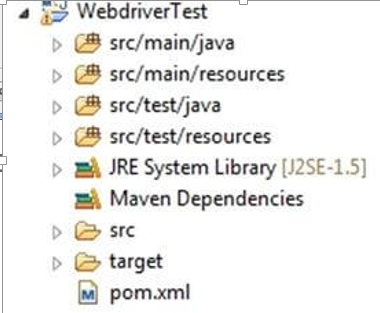 WebdriverTest
src/main/java
src/main/resources
src/test/java
src/test/resources
JRE System Library [J2SE-1.5]
Maven Dependencies
src
target
pom.xml